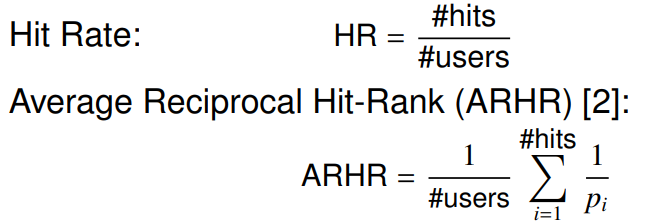 Hit Rate: HR = #hits / #users
Average Reciprocal Hit-Rank (ARHR) [2]:
ARHR = 1 / #users ∑_{i=1}^{#hits} 1 / p_i